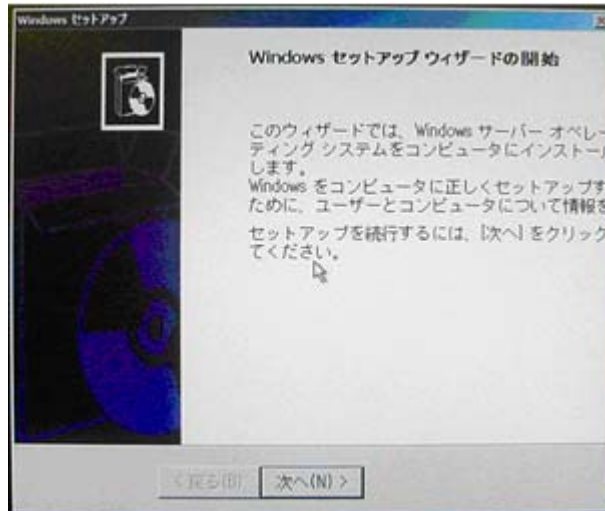 Windows セットアップ
Windows セットアップ ウィザードの開始
このウィザードでは、Windows サーバー オペレー
ティング システムをコンピュータにインストー
します。
Windows をコンピュータに正しくセットアップす
ために、ユーザーとコンピュータについて情報を
セットアップを続行するには、[次へ] をクリック
てください。
< 戻る(B)
次へ(N) >